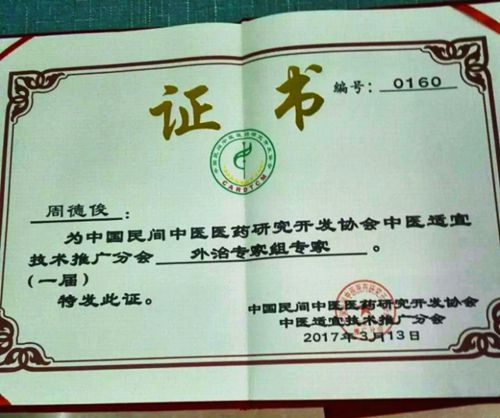 证书
编号：0160
CARDTCM
周德俊：
为中国民间中医医药研究开发协会中医适宜
技术推广分会外治专家组专家。
（一届）
特发此证。
中国民间中医医药研究开发协会
中医适宜技术推广分会
2017年3月13日